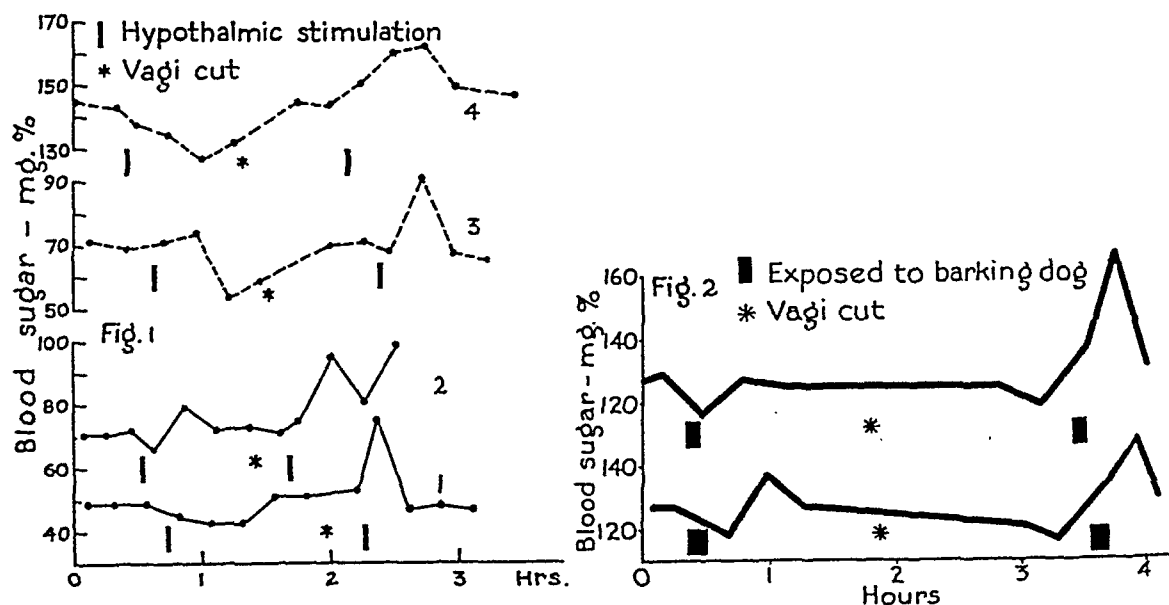 170
Hypothalmic stimulation
* Vagi cut
150
4
130
*
90
3
70
50
*
Fig. 1
100
2
80
60
*
1
40
*
0 1 2 3 Hrs.
Blood sugar - mg. %
160
Fig. 2
Exposed to barking dog
* Vagi cut
140
120
*
140
120
*
0 1 2 3 4
Hours
Blood sugar - mg. %